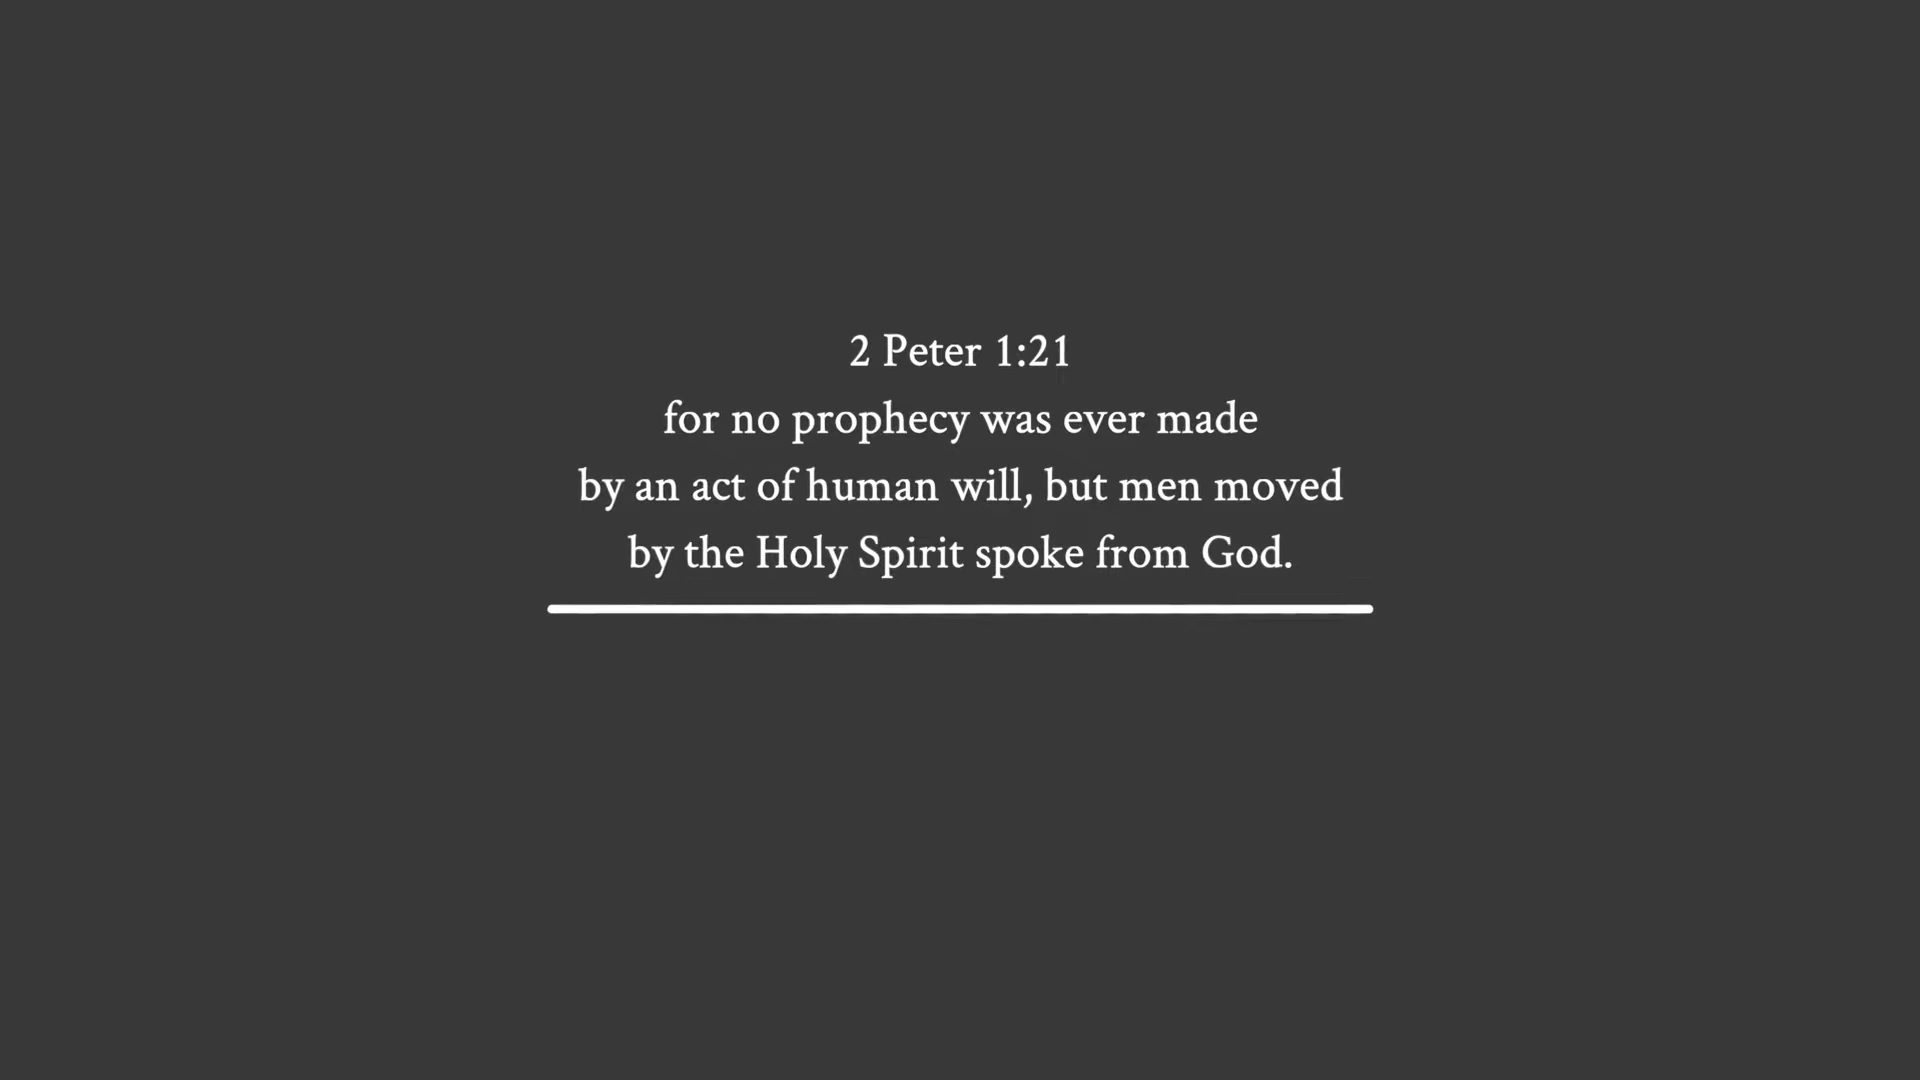 2 Peter 1:21
for no prophecy was ever made
by an act of human will, but men moved
by the Holy Spirit spoke from God.